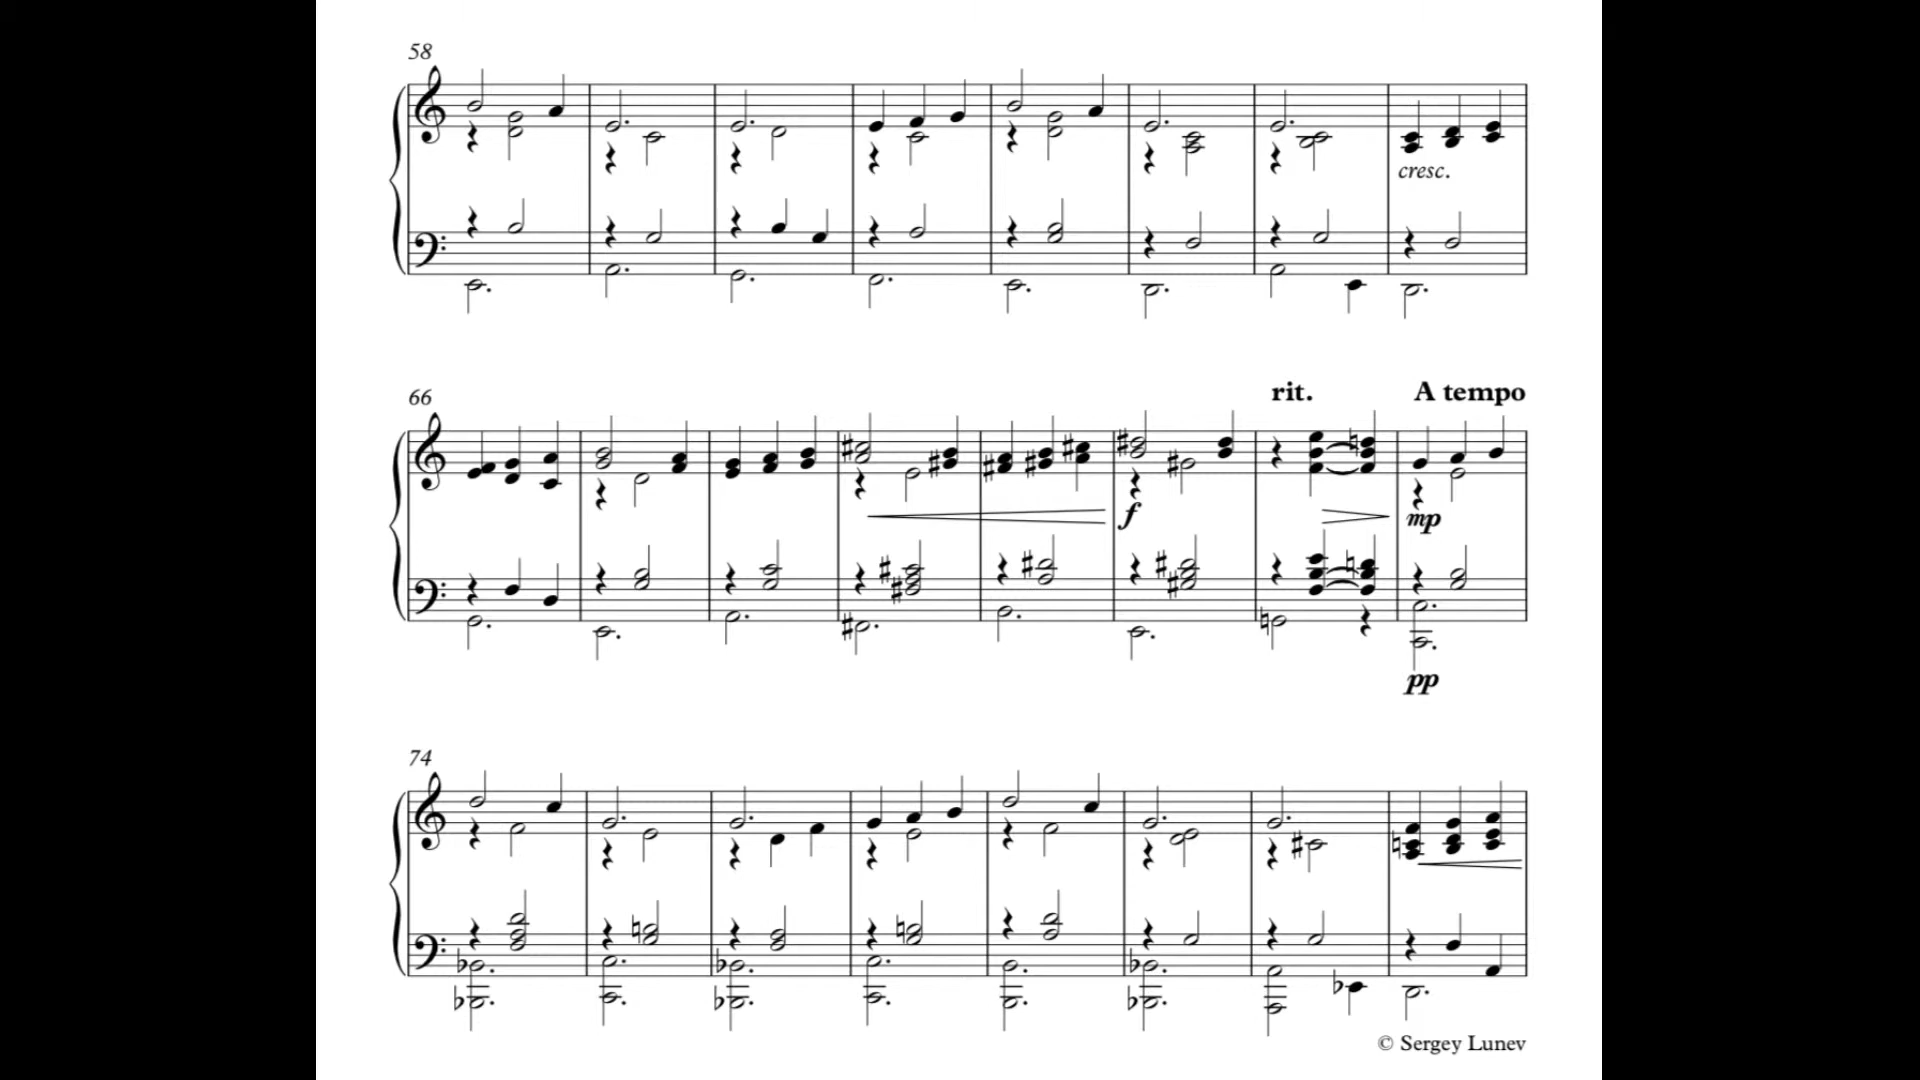 58
cresc.
66
rit. A tempo
f
mp
pp
74
© Sergey Lunev